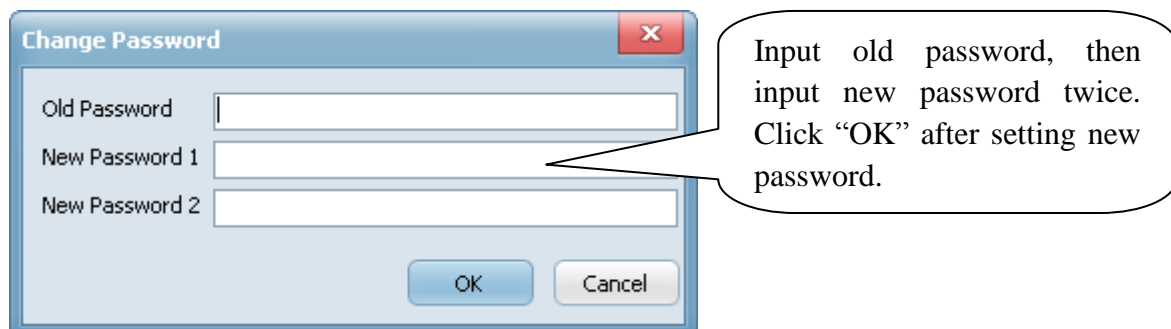 Change Password
Old Password
New Password 1
New Password 2
OK
Cancel
Input old password, then
input new password twice.
Click “OK” after setting new
password.